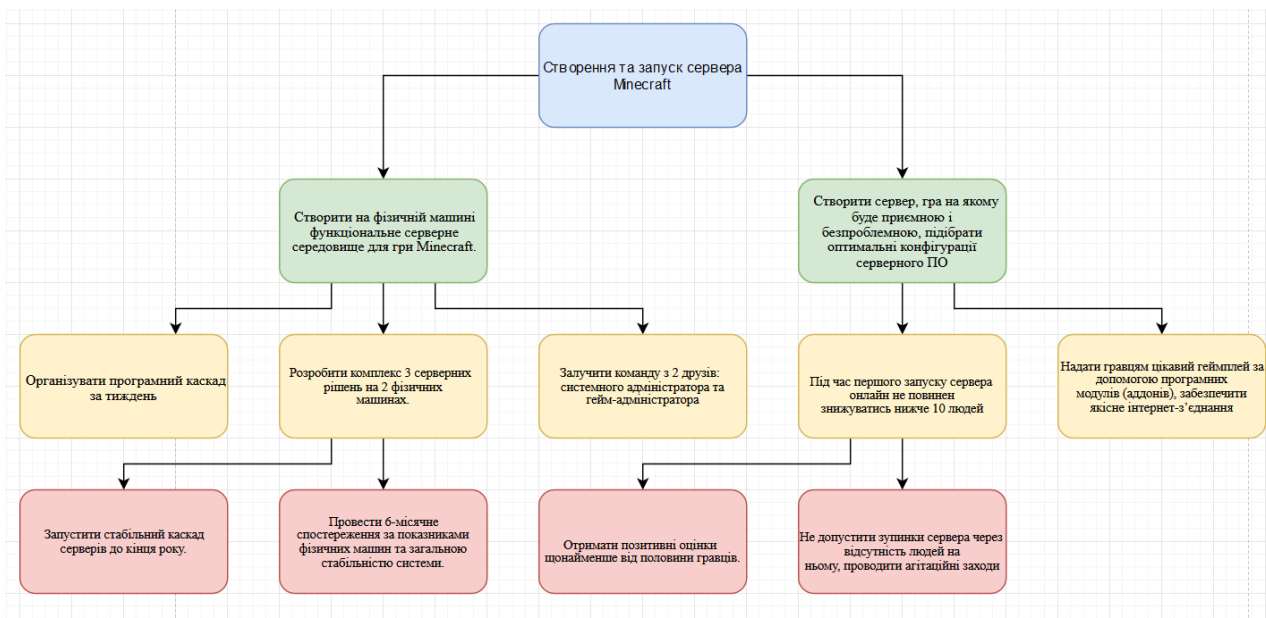 Створення та запуск сервера
Minecraft
Створити на фізичній машині
функціональне серверне
середовище для гри Minecraft.
Створити сервер, гра на якому
буде приємною і
безпроблемною, підібрати
оптимальні конфігурації
серверного ПО
Організувати програмний каскад
за тиждень
Розробити комплекс 3 серверних
рішень на 2 фізичних
машинах.
Залучити команду з 2 друзів:
системного адміністратора та
гейм-адміністратора
Під час першого запуску сервера
онлайн не повинен
знижуватись нижче 10 людей
Надати гравцям цікавий геймплей за
допомогою програмних
модулів (аддонів), забезпечити
якісне інтернет-з’єднання
Запустити стабільний каскад
серверів до кінця року.
Провести 6-місячне
спостереження за показниками
фізичних машин та загальною
стабільністю системи.
Отримати позитивні оцінки
щонайменше від половини гравців.
Не допустити зупинки сервера через
відсутність людей на
ньому, проводити агітаційні заходи